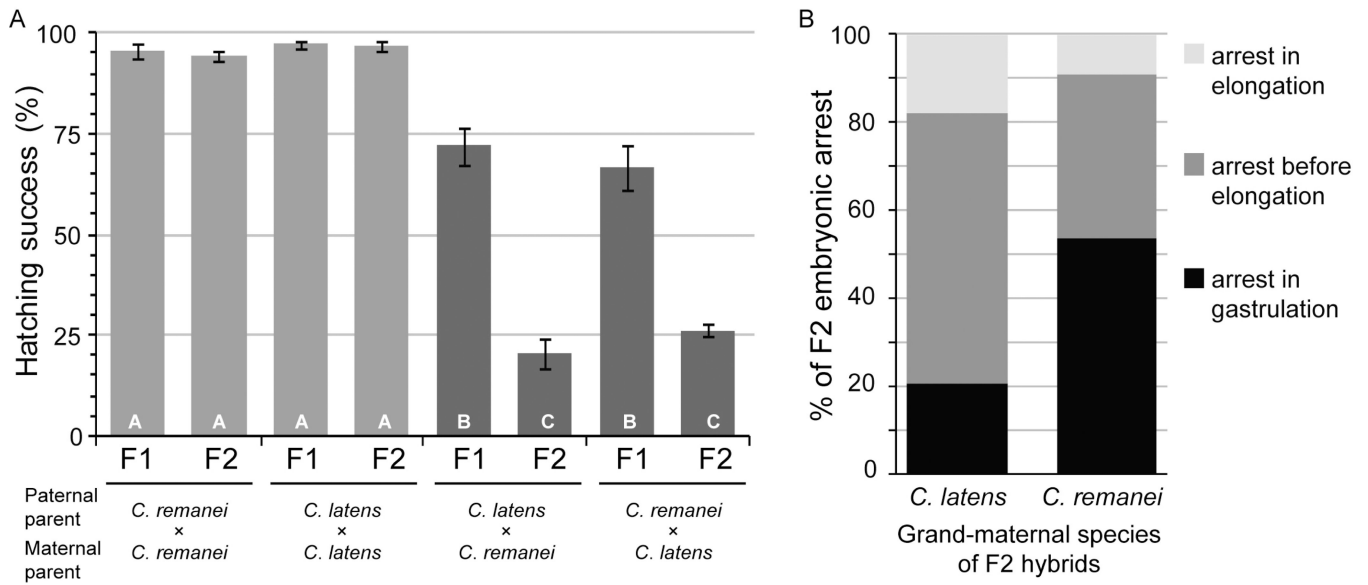 A
Hatching success (%)
100
75
50
25
0
A
A
A
A
B
C
B
C
F1
F2
F1
F2
F1
F2
F1
F2
Paternal
parent
Maternal
parent
C. remanei
×
C. remanei
C. latens
×
C. latens
C. latens
×
C. remanei
C. remanei
×
C. latens
B
% of F2 embryonic arrest
100
80
60
40
20
0
C. latens
C. remanei
Grand-maternal species
of F2 hybrids
arrest in
elongation
arrest before
elongation
arrest in
gastrulation